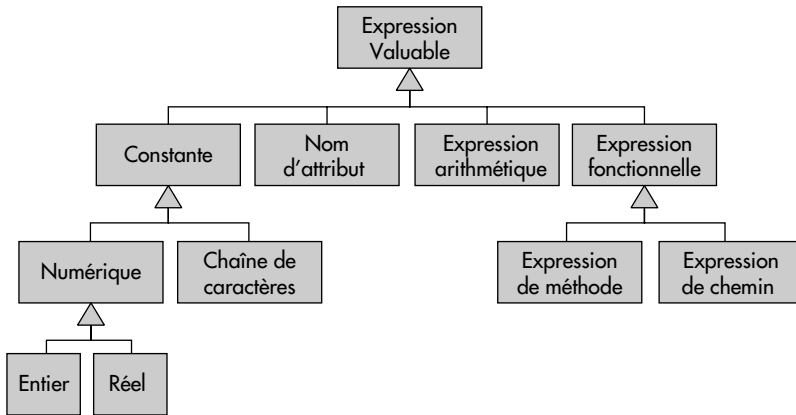 Expression
Valuable
Constante
Nom
d'attribut
Expression
arithmétique
Expression
fonctionnelle
Numérique
Chaîne de
caractères
Expression
de méthode
Expression
de chemin
Entier
Réel